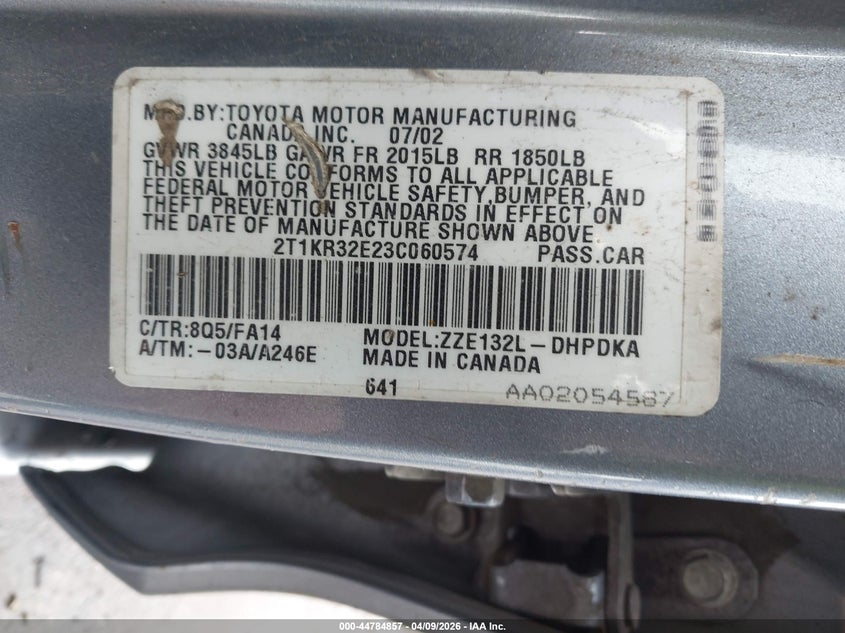 MFD.BY:TOYOTA MOTOR MANUFACTURING
CANADA INC. 07/02
GVWR 3845LB GAWR FR 2015LB RR 1850LB
THIS VEHICLE CONFORMS TO ALL APPLICABLE
FEDERAL MOTOR VEHICLE SAFETY,BUMPER, AND
THEFT PREVENTION STANDARDS IN EFFECT ON
THE DATE OF MANUFACTURE SHOWN ABOVE
2T1KR32E23C060574 PASS.CAR
C/TR:8Q5/FA14 MODEL:ZZE132L-DHPDKA
A/TM:-03A/A246E MADE IN CANADA
641 AA02054587
000-44784857 | 04/09/2026 | IAA Inc.